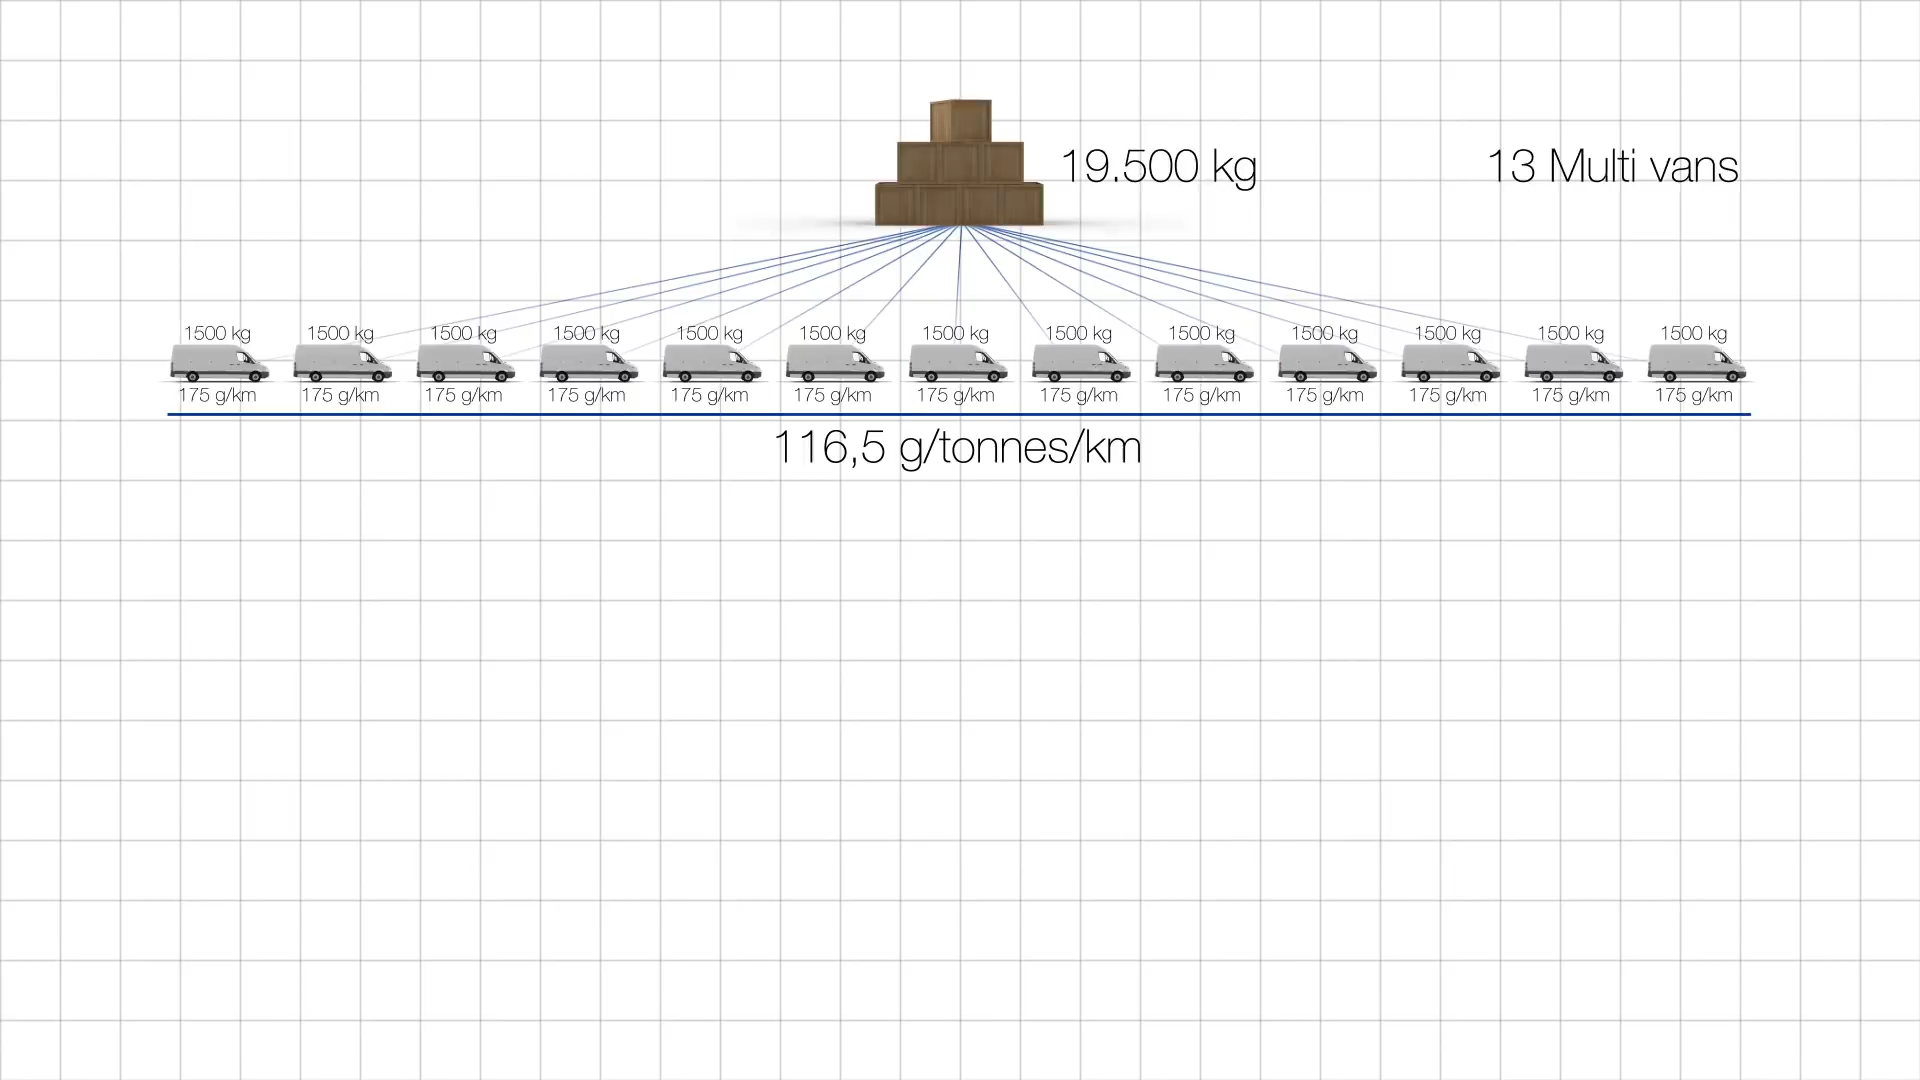 19.500 kg
13 Multi vans
1500 kg 1500 kg 1500 kg 1500 kg 1500 kg 1500 kg 1500 kg 1500 kg 1500 kg 1500 kg 1500 kg 1500 kg 1500 kg
175 g/km 175 g/km 175 g/km 175 g/km 175 g/km 175 g/km 175 g/km 175 g/km 175 g/km 175 g/km 175 g/km 175 g/km 175 g/km
116,5 g/tonnes/km